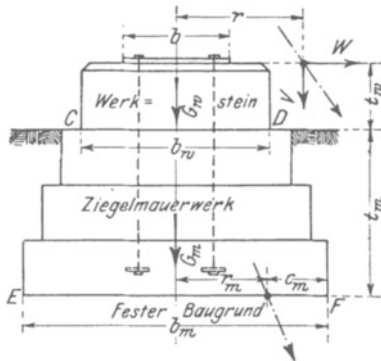 r
b
W
V
Werk= stein
G_w
t_w
C D
b_w
Ziegelmauerwerk
t_m
G_m
r_m c_m
E F
Fester Baugrund
b_m